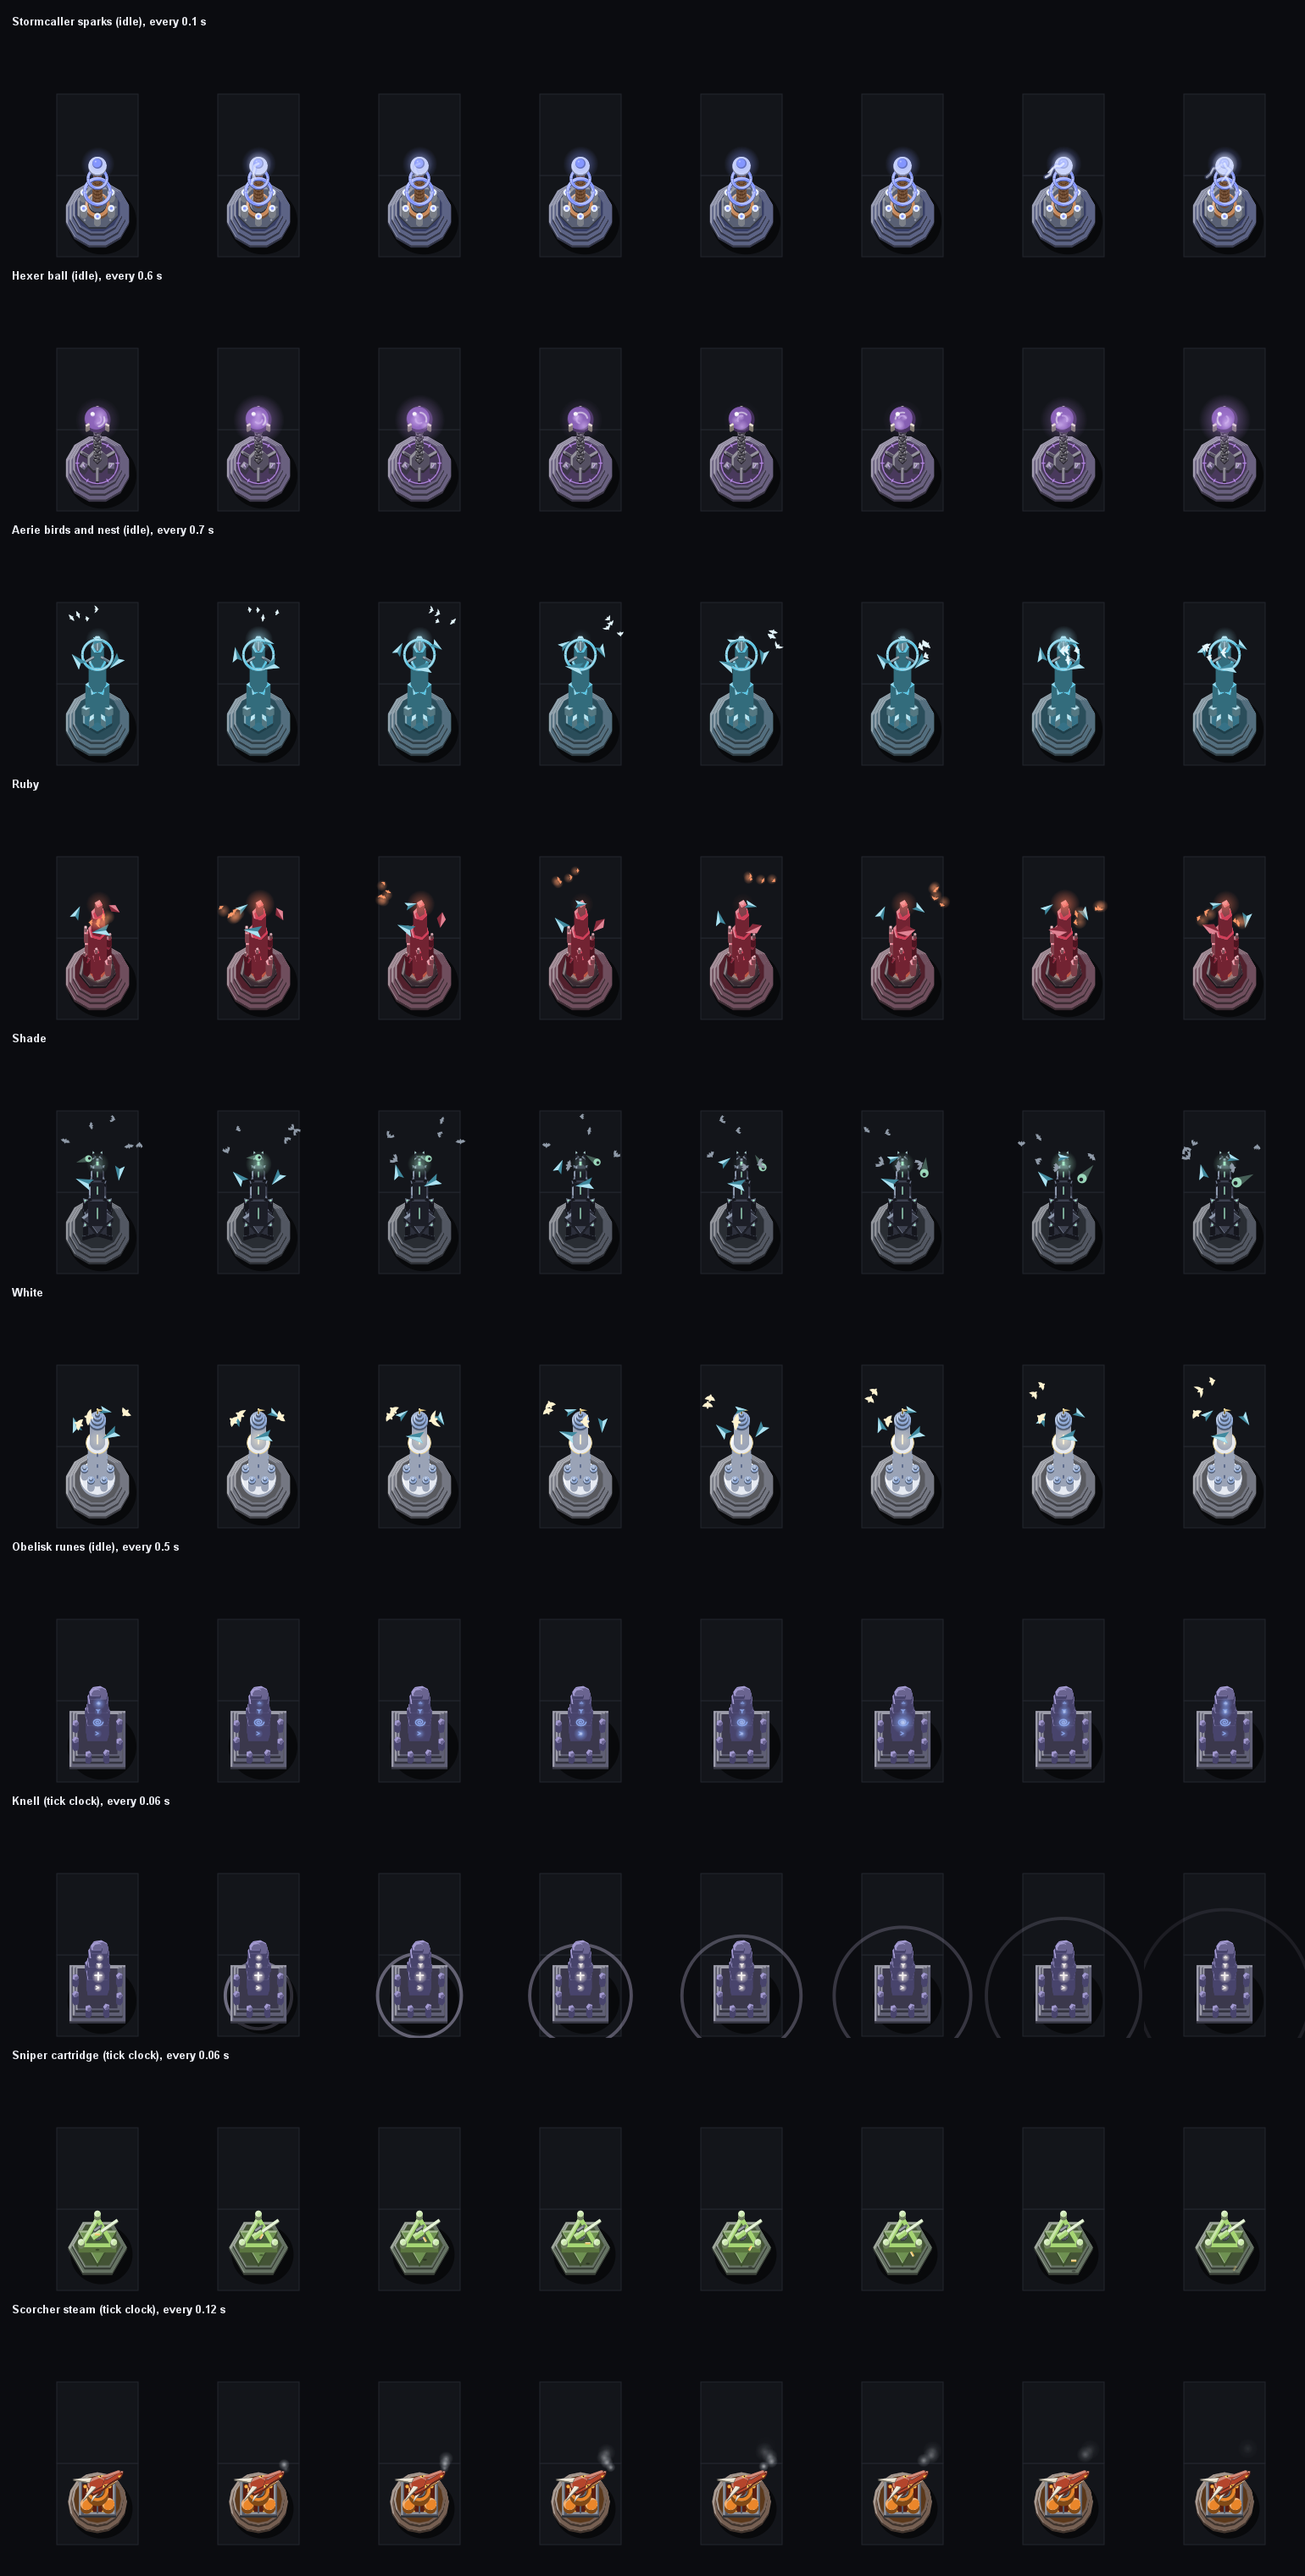 Stormcaller sparks (idle), every 0.1 s
Hexer ball (idle), every 0.6 s
Aerie birds and nest (idle), every 0.7 s
Ruby
Shade
White
Obelisk runes (idle), every 0.5 s
Knell (tick clock), every 0.06 s
Sniper cartridge (tick clock), every 0.06 s
Scorcher steam (tick clock), every 0.12 s